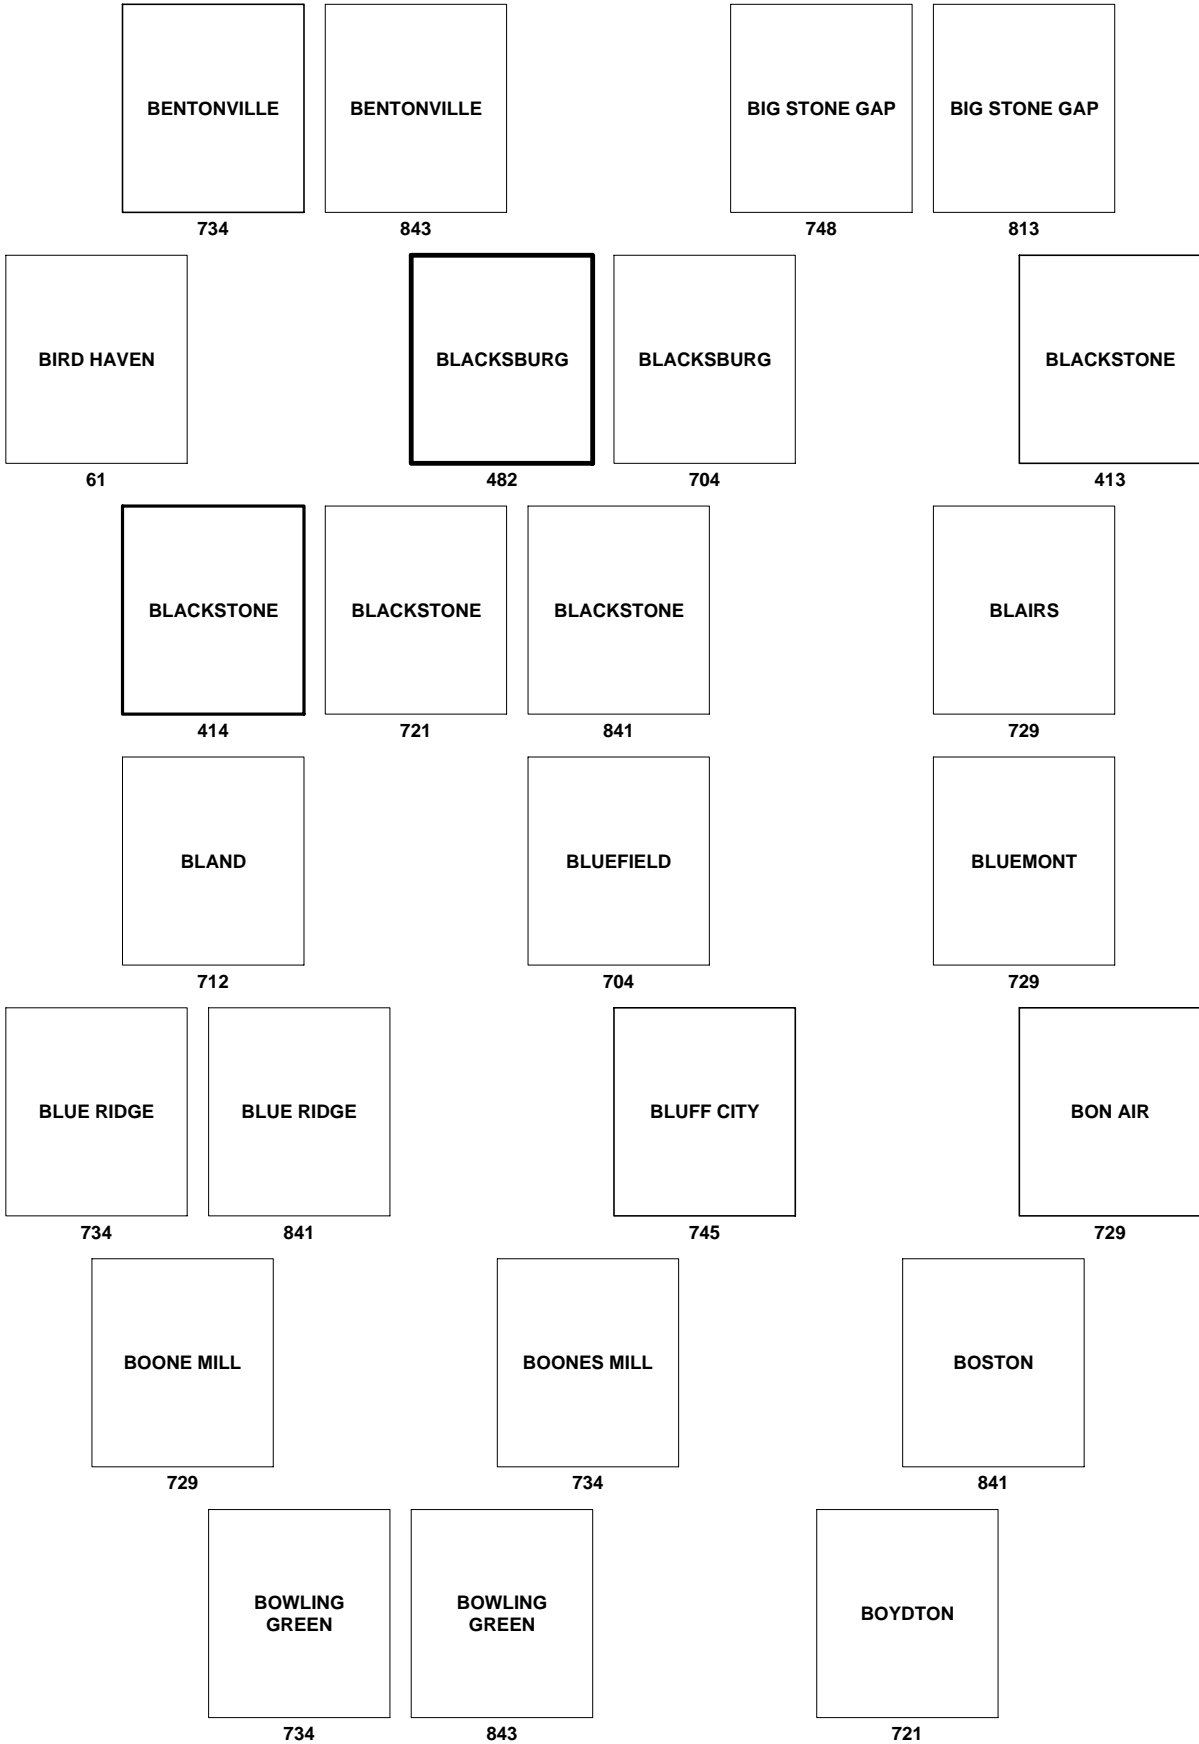 BENTONVILLE BENTONVILLE BIG STONE GAP BIG STONE GAP
734 843 748 813
BIRD HAVEN BLACKSBURG BLACKSBURG BLACKSTONE
61 482 704 413
BLACKSTONE BLACKSTONE BLACKSTONE BLAIRS
414 721 841 729
BLAND BLUEFIELD BLUEMONT
712 704 729
BLUE RIDGE BLUE RIDGE BLUFF CITY BON AIR
734 841 745 729
BOONE MILL BOONES MILL BOSTON
729 734 841
BOWLING GREEN BOWLING GREEN BOYDTON
734 843 721